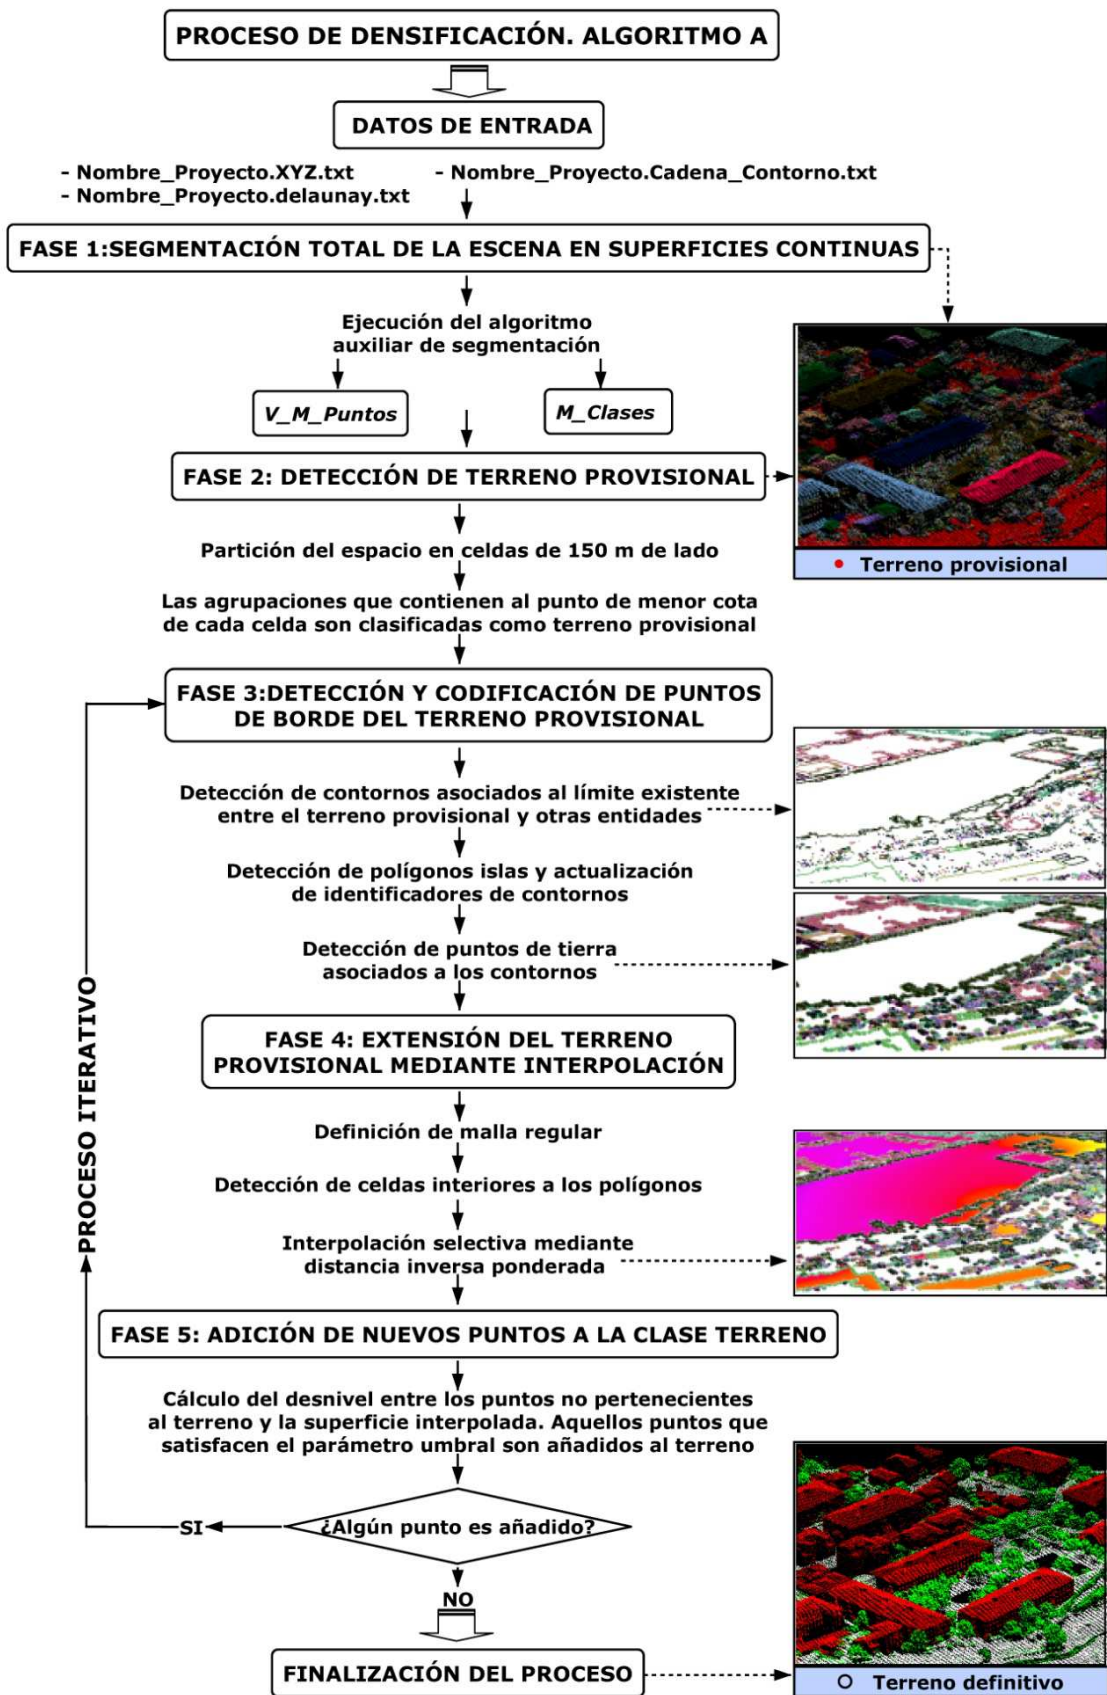 PROCESO DE DENSIFICACIÓN. ALGORITMO A
DATOS DE ENTRADA
- Nombre_Proyecto.XYZ.txt
- Nombre_Proyecto.Cadena_Contorno.txt
- Nombre_Proyecto.delaunay.txt
FASE 1:SEGMENTACIÓN TOTAL DE LA ESCENA EN SUPERFICIES CONTINUAS
Ejecución del algoritmo
auxiliar de segmentación
V_M_Puntos
M_Clases
FASE 2: DETECCIÓN DE TERRENO PROVISIONAL
Terreno provisional
Partición del espacio en celdas de 150 m de lado
Las agrupaciones que contienen al punto de menor cota
de cada celda son clasificadas como terreno provisional
FASE 3:DETECCIÓN Y CODIFICACIÓN DE PUNTOS
DE BORDE DEL TERRENO PROVISIONAL
Detección de contornos asociados al límite existente
entre el terreno provisional y otras entidades
Detección de polígonos islas y actualización
de identificadores de contornos
Detección de puntos de tierra
asociados a los contornos
FASE 4: EXTENSIÓN DEL TERRENO
PROVISIONAL MEDIANTE INTERPOLACIÓN
PROCESO ITERATIVO
Definición de malla regular
Detección de celdas interiores a los polígonos
Interpolación selectiva mediante
distancia inversa ponderada
FASE 5: ADICIÓN DE NUEVOS PUNTOS A LA CLASE TERRENO
Cálculo del desnivel entre los puntos no pertenecientes
al terreno y la superficie interpolada. Aquellos puntos que
satisfacen el parámetro umbral son añadidos al terreno
¿Algún punto es añadido?
SI
NO
FINALIZACIÓN DEL PROCESO
Terreno definitivo